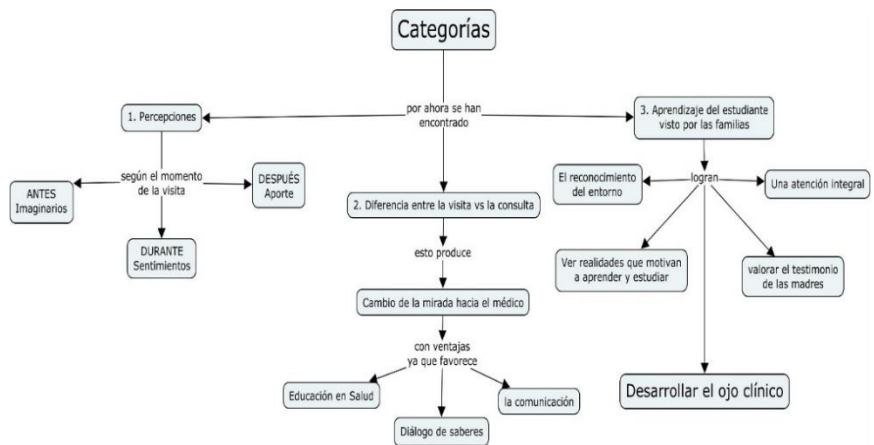 Categorías
por ahora se han
encontrado
1. Percepciones
según el momento
de la visita
ANTES
Imaginarios
DURANTE
Sentimientos
DESPUÉS
Aporte
2. Diferencia entre la visita vs la consulta
esto produce
Cambio de la mirada hacia el médico
con ventajas
ya que favorece
Educación en Salud
Diálogo de saberes
la comunicación
3. Aprendizaje del estudiante
visto por las familias
logran
El reconocimiento
del entorno
Una atención integral
Ver realidades que motivan
a aprender y estudiar
valorar el testimonio
de las madres
Desarrollar el ojo clínico